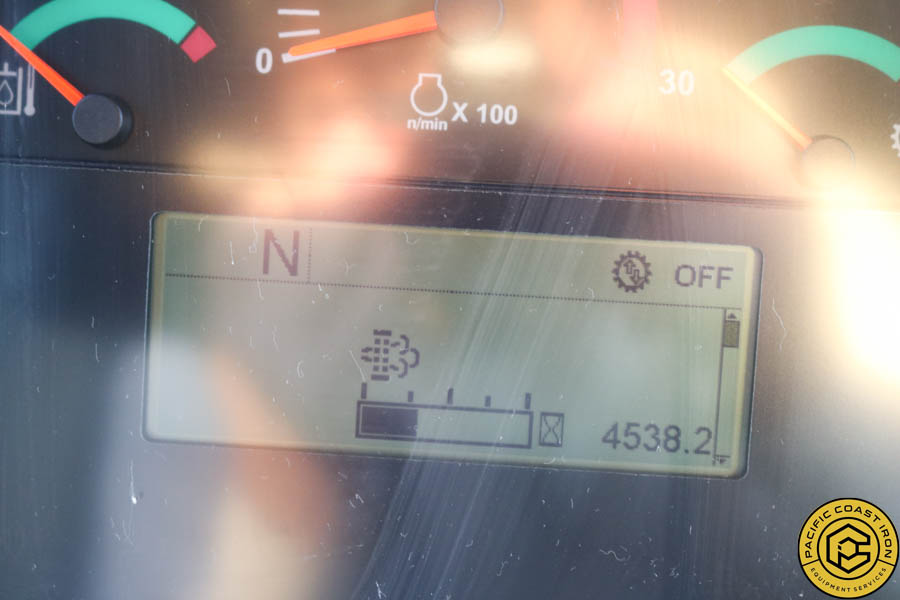 0
30
n/min X 100
N
OFF
4538.2
PACIFIC COAST IRON
EQUIPMENT SERVICES